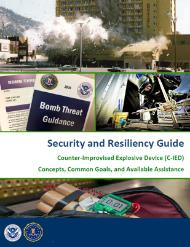 Bomb Threat
Guidance
Security and Resiliency Guide
Counter-Improvised Explosive Device (C-IED)
Concepts, Common Goals, and Available Assistance